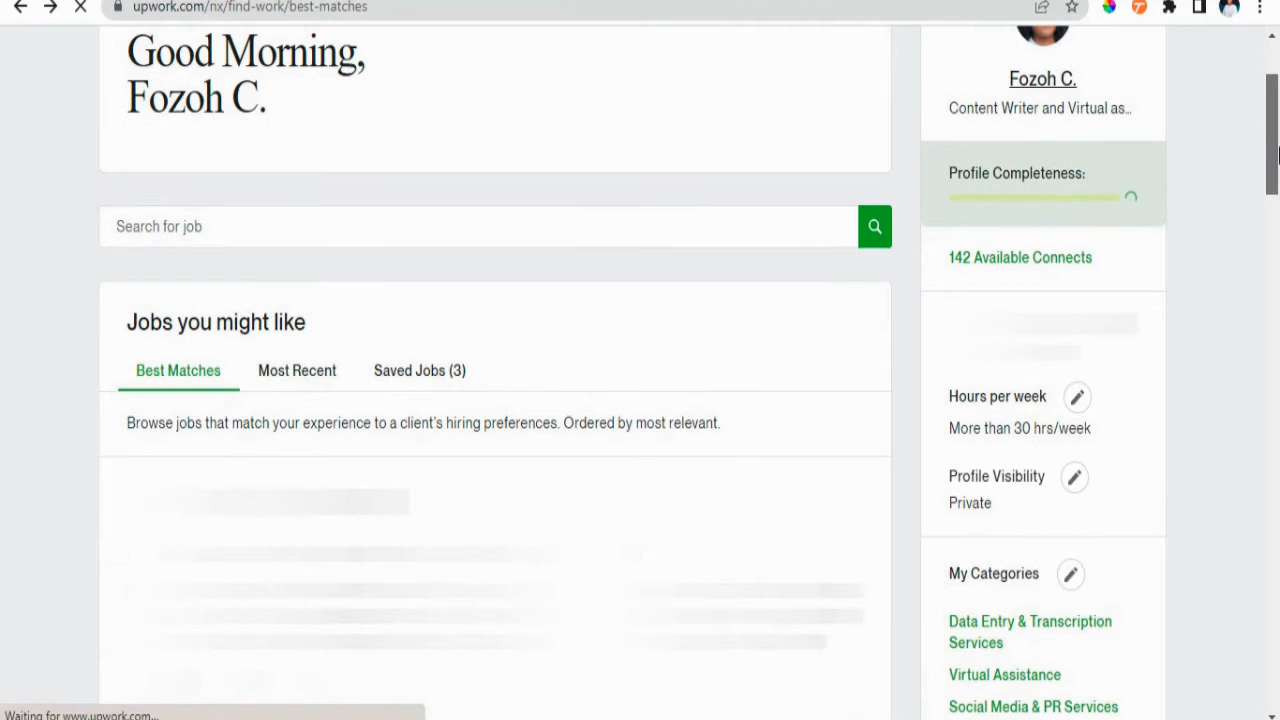 upwork.com/nx/find-work/best-matches
Good Morning,
Fozoh C.
Search for job
Jobs you might like
Best Matches
Most Recent
Saved Jobs (3)
Browse jobs that match your experience to a client's hiring preferences. Ordered by most relevant.
Fozoh C.
Content Writer and Virtual as...
Profile Completeness:
142 Available Connects
Hours per week
More than 30 hrs/week
Profile Visibility
Private
My Categories
Data Entry & Transcription
Services
Virtual Assistance
Social Media & PR Services
Waiting for www.upwork.com...